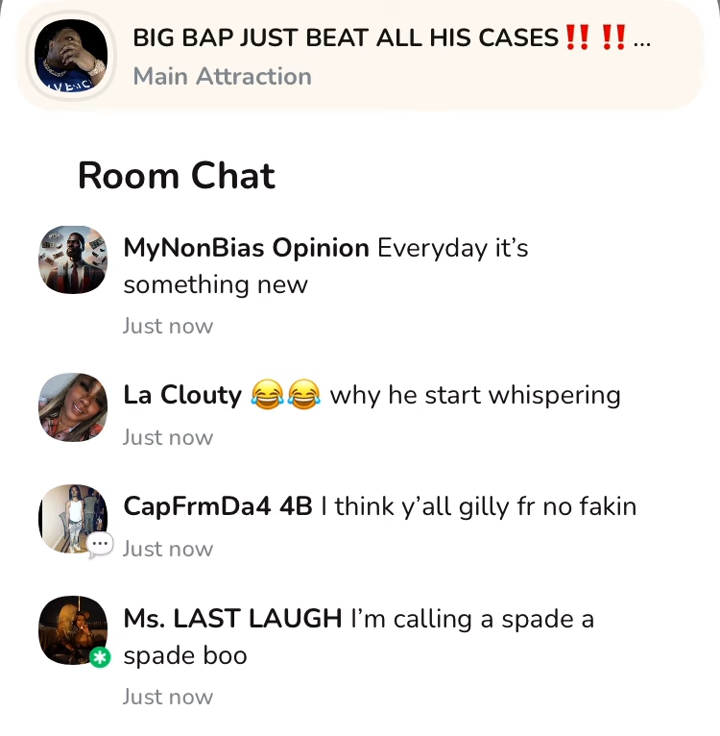 BIG BAP JUST BEAT ALL HIS CASES‼️ ‼️...
Main Attraction
Room Chat
MyNonBias Opinion Everyday it’s
something new
Just now
La Clouty 😂😂 why he start whispering
Just now
CapFrmDa4 4B I think y’all gilly fr no fakin
Just now
Ms. LAST LAUGH I’m calling a spade a
spade boo
Just now